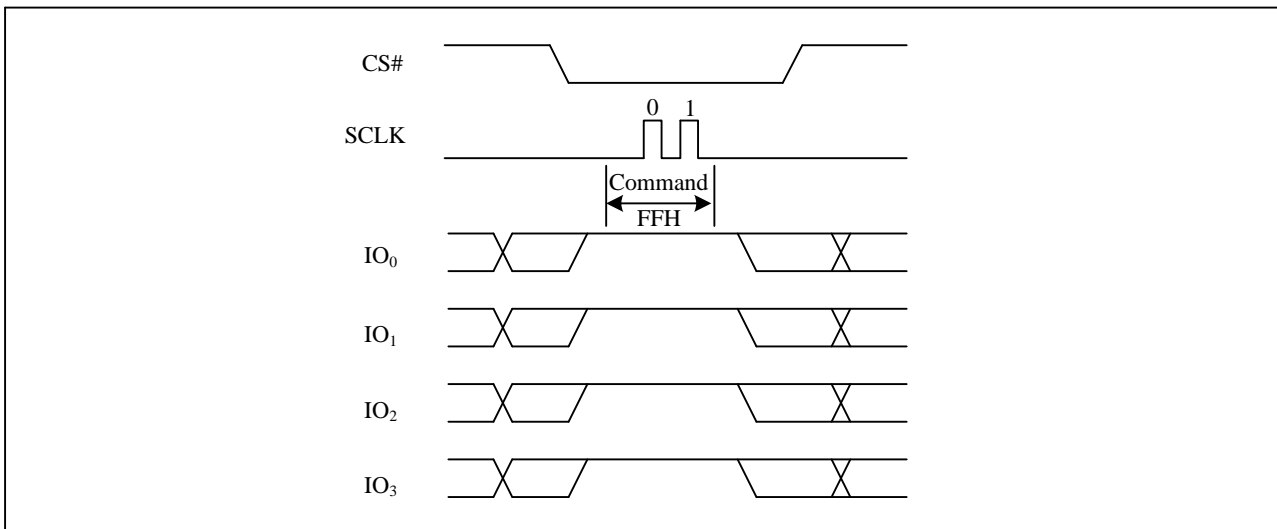 CS#
0 1
SCLK
Command
FFH
IO₀
IO₁
IO₂
IO₃